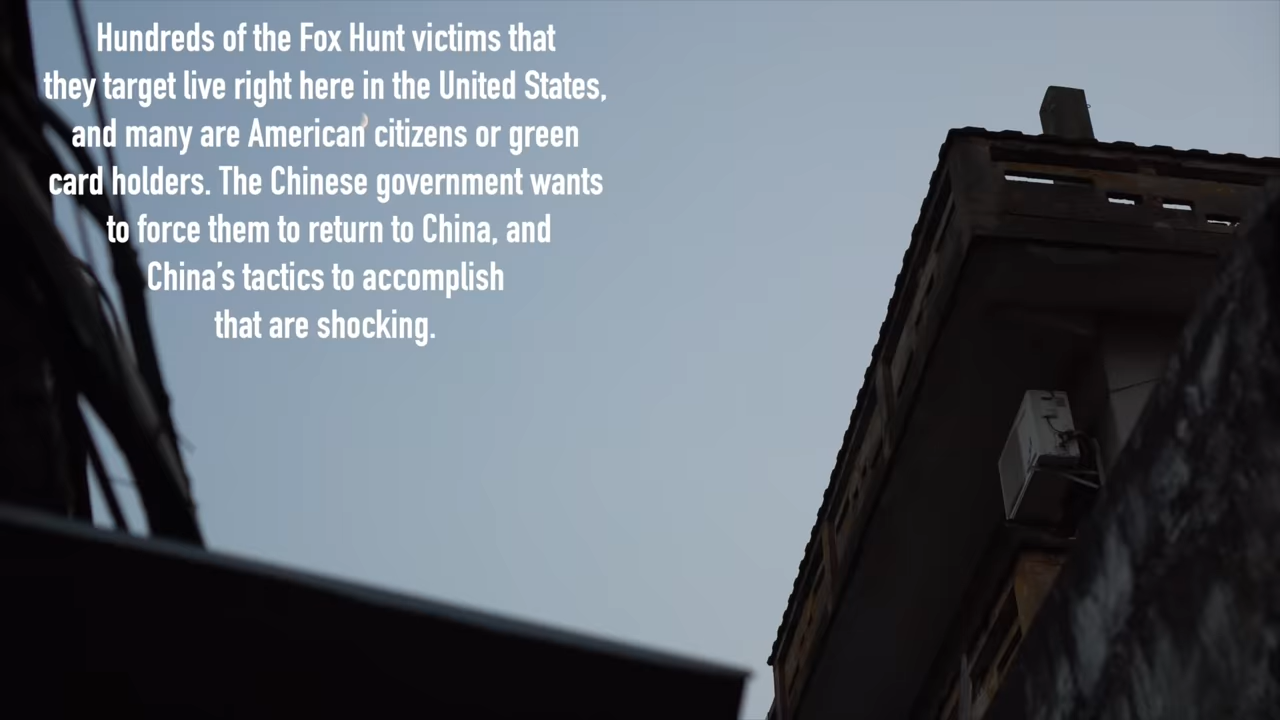 Hundreds of the Fox Hunt victims that
they target live right here in the United States,
and many are American citizens or green
card holders. The Chinese government wants
to force them to return to China, and
China’s tactics to accomplish
that are shocking.